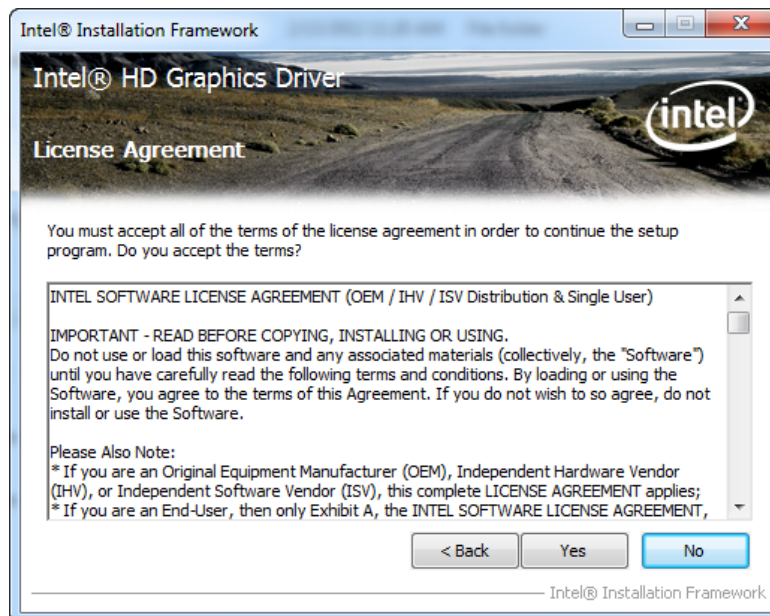 Intel® Installation Framework
Intel® HD Graphics Driver
intel
License Agreement
You must accept all of the terms of the license agreement in order to continue the setup
program. Do you accept the terms?
INTEL SOFTWARE LICENSE AGREEMENT (OEM / IHV / ISV Distribution & Single User)
IMPORTANT - READ BEFORE COPYING, INSTALLING OR USING.
Do not use or load this software and any associated materials (collectively, the "Software")
until you have carefully read the following terms and conditions. By loading or using the
Software, you agree to the terms of this Agreement. If you do not wish to so agree, do not
install or use the Software.
Please Also Note:
* If you are an Original Equipment Manufacturer (OEM), Independent Hardware Vendor
(IHV), or Independent Software Vendor (ISV), this complete LICENSE AGREEMENT applies;
* If you are an End-User, then only Exhibit A, the INTEL SOFTWARE LICENSE AGREEMENT,
< Back
Yes
No
Intel® Installation Framework